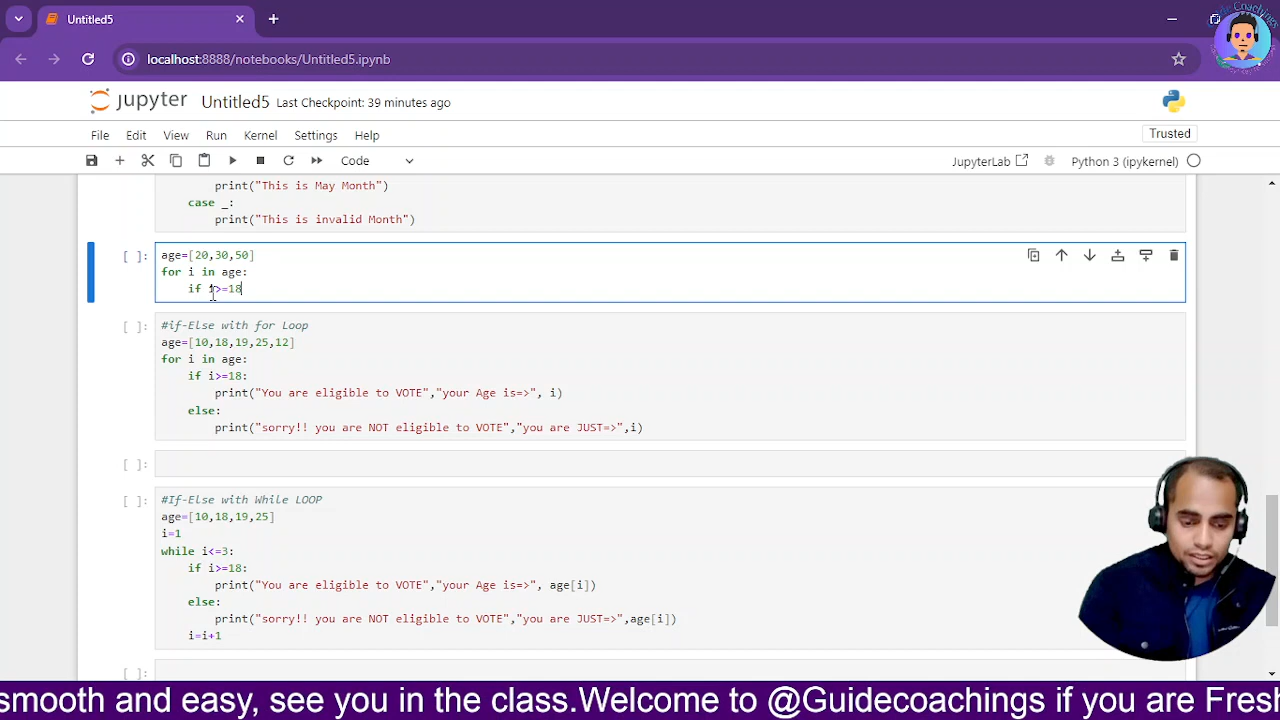 Untitled5
localhost:8888/notebooks/Untitled5.ipynb
jupyter Untitled5 Last Checkpoint: 39 minutes ago
File Edit View Run Kernel Settings Help Trusted
Code JupyterLab Python 3 (ipykernel)
print("This is May Month")
case _:
print("This is invalid Month")
[ ]: age=[20,30,50]
for i in age:
if i>=18
[ ]: #if-Else with for Loop
age=[10,18,19,25,12]
for i in age:
if i>=18:
print("You are eligible to VOTE","your Age is=>", i)
else:
print("sorry!! you are NOT eligible to VOTE","you are JUST=>",i)
[ ]:
[ ]: #If-Else with While LOOP
age=[10,18,19,25]
i=1
while i<=3:
if i>=18:
print("You are eligible to VOTE","your Age is=>", age[i])
else:
print("sorry!! you are NOT eligible to VOTE","you are JUST=>",age[i])
i=i+1
[ ]:
smooth and easy, see you in the class.Welcome to @Guidecoachings if you are Fresh